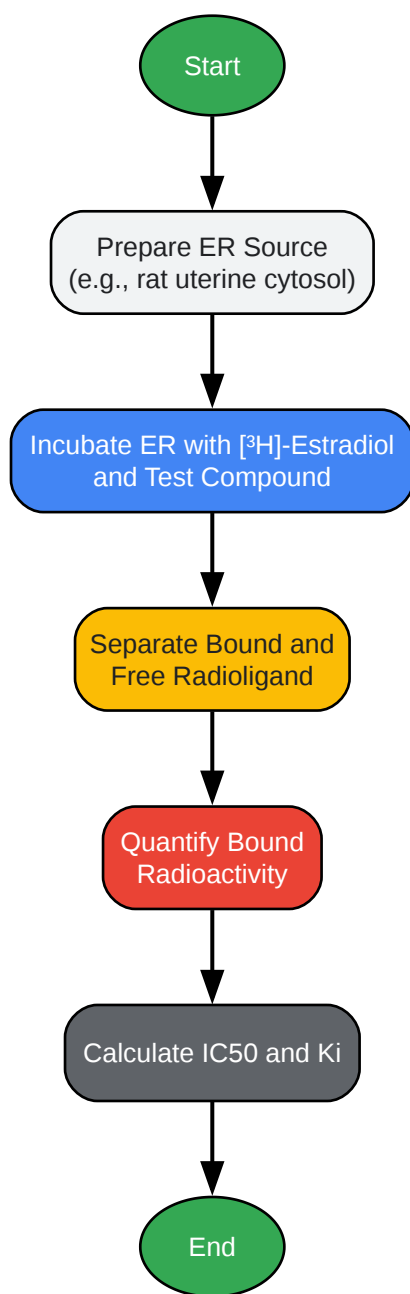 Start
Prepare ER Source
(e.g., rat uterine cytosol)
Incubate ER with [³H]-Estradiol
and Test Compound
Separate Bound and
Free Radioligand
Quantify Bound
Radioactivity
Calculate IC50 and Ki
End